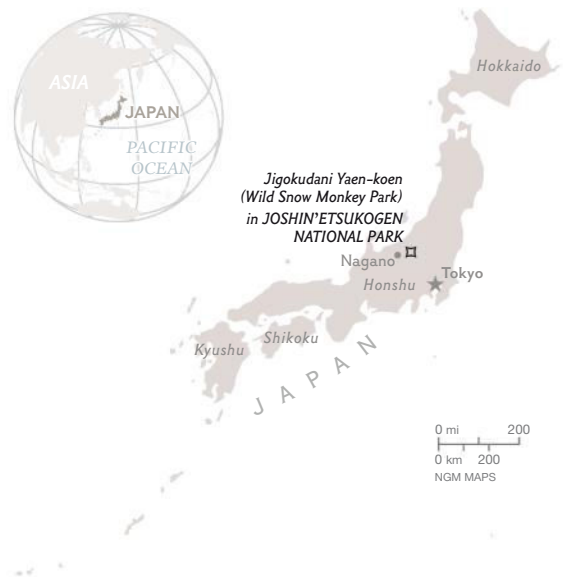 ASIA
JAPAN
PACIFIC
OCEAN
Hokkaido
Jigokudani Yaen-koen
(Wild Snow Monkey Park)
in JOSHIN'ETSUKOGEN
NATIONAL PARK
Nagano
Tokyo
Honshu
Kyushu
Shikoku
JAPAN
0 mi 200
0 km 200
NGM MAPS